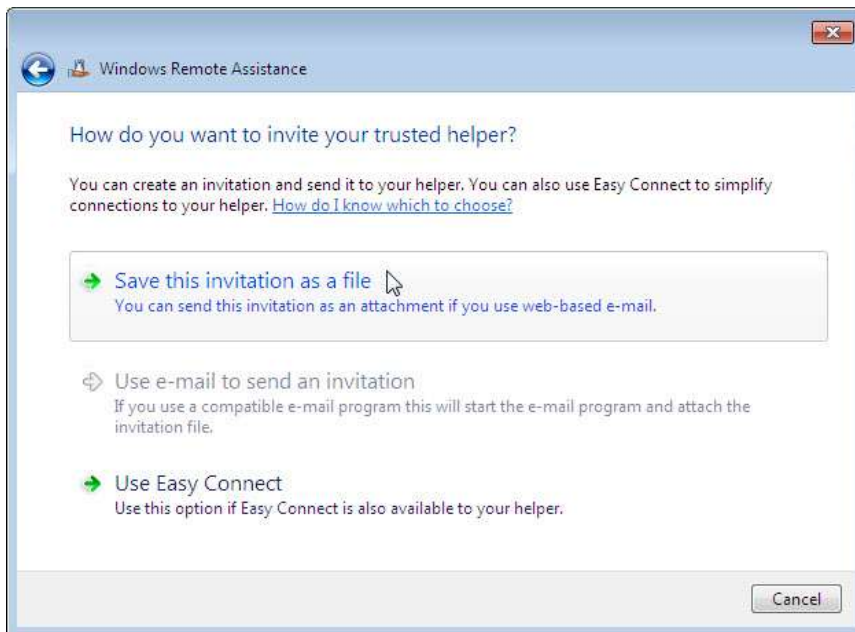 Windows Remote Assistance
How do you want to invite your trusted helper?
You can create an invitation and send it to your helper. You can also use Easy Connect to simplify
connections to your helper. How do I know which to choose?
Save this invitation as a file
You can send this invitation as an attachment if you use web-based e-mail.
Use e-mail to send an invitation
If you use a compatible e-mail program this will start the e-mail program and attach the
invitation file.
Use Easy Connect
Use this option if Easy Connect is also available to your helper.
Cancel